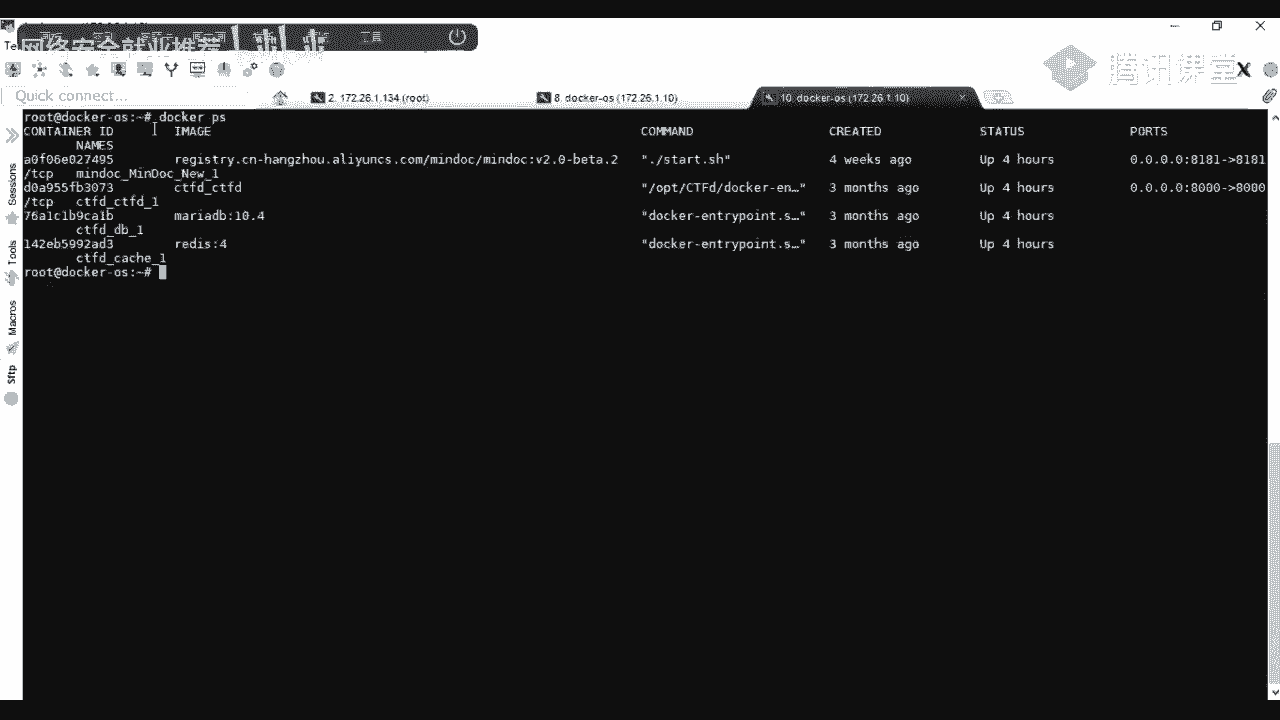 网络安全就业推荐
工具
腾讯课堂
Te
Quick connect...
2. 172.26.1.134 (root)
8. docker-os (172.26.1.10)
10. docker-os (172.26.1.10)
Sessions
Tools
Macros
Sftp
root@docker-os:~# docker ps
CONTAINER ID IMAGE COMMAND CREATED STATUS PORTS
NAMES
a0f06e027495 registry.cn-hangzhou.aliyuncs.com/mindoc/mindoc:v2.0-beta.2 "./start.sh" 4 weeks ago Up 4 hours 0.0.0.0:8181->8181
/tcp mindoc_MinDoc_New_1
d0a955fb3073 ctfd_ctfd "/opt/CTFd/docker-en…" 3 months ago Up 4 hours 0.0.0.0:8000->8000
/tcp ctfd_ctfd_1
76a1c1b9ca1b mariadb:10.4 "docker-entrypoint.s…" 3 months ago Up 4 hours
ctfd_db_1
142eb5992ad3 redis:4 "docker-entrypoint.s…" 3 months ago Up 4 hours
ctfd_cache_1
root@docker-os:~#